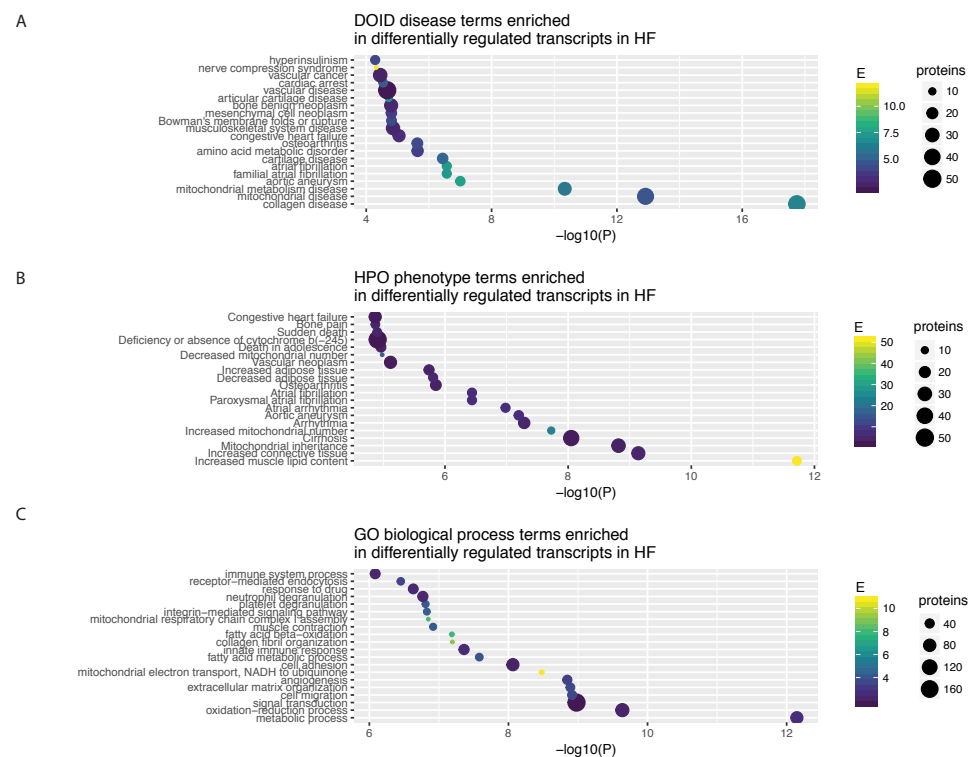 A
DOID disease terms enriched
in differentially regulated transcripts in HF
hyperinsulinism
nerve compression syndrome
vascular cancer
cardiac arrest
vascular disease
articular cartilage disease
bone benign neoplasm
mesenchymal cell neoplasm
Bowman's membrane folds or rupture
musculoskeletal system disease
congestive heart failure
osteoarthritis
amino acid metabolic disorder
cartilage disease
atrial fibrillation
familial atrial fibrillation
aortic aneurysm
mitochondrial metabolism disease
mitochondrial disease
collagen disease
4 8 12 16
−log10(P)
E
10.0
7.5
5.0
proteins
10
20
30
40
50
B
HPO phenotype terms enriched
in differentially regulated transcripts in HF
Congestive heart failure
Bone pain
Sudden death
Deficiency or absence of cytochrome b(−245)
Death in adolescence
Decreased mitochondrial number
Vascular neoplasm
Increased adipose tissue
Decreased adipose tissue
Osteoarthritis
Atrial fibrillation
Paroxysmal atrial fibrillation
Atrial arrhythmia
Aortic aneurysm
Arrhythmia
Increased mitochondrial number
Cirrhosis
Mitochondrial inheritance
Increased connective tissue
Increased muscle lipid content
6 8 10 12
−log10(P)
E
50
40
30
20
proteins
10
20
30
40
50
C
GO biological process terms enriched
in differentially regulated transcripts in HF
immune system process
receptor−mediated endocytosis
response to drug
neutrophil degranulation
platelet degranulation
integrin−mediated signaling pathway
mitochondrial respiratory chain complex I assembly
muscle contraction
fatty acid beta−oxidation
collagen fibril organization
innate immune response
fatty acid metabolic process
cell adhesion
mitochondrial electron transport, NADH to ubiquinone
angiogenesis
extracellular matrix organization
cell migration
signal transduction
oxidation−reduction process
metabolic process
6 8 10 12
−log10(P)
E
10
8
6
4
proteins
40
80
120
160